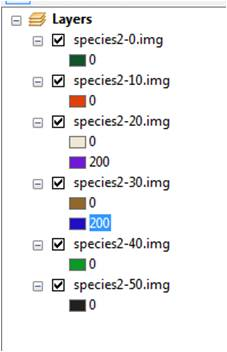 Layers
species2-0.img
0
species2-10.img
0
species2-20.img
0
200
species2-30.img
0
200
species2-40.img
0
species2-50.img
0